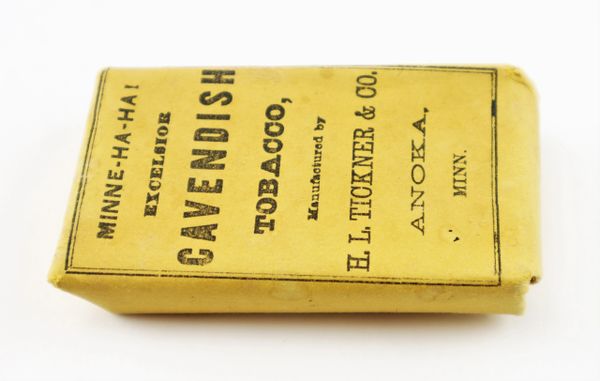 MINNE-HA-HA!
EXCELSIOR
CAVENDISH
TOBACCO,
Manufactured by
H. L. TICKNER & CO.
ANOKA,
MINN.